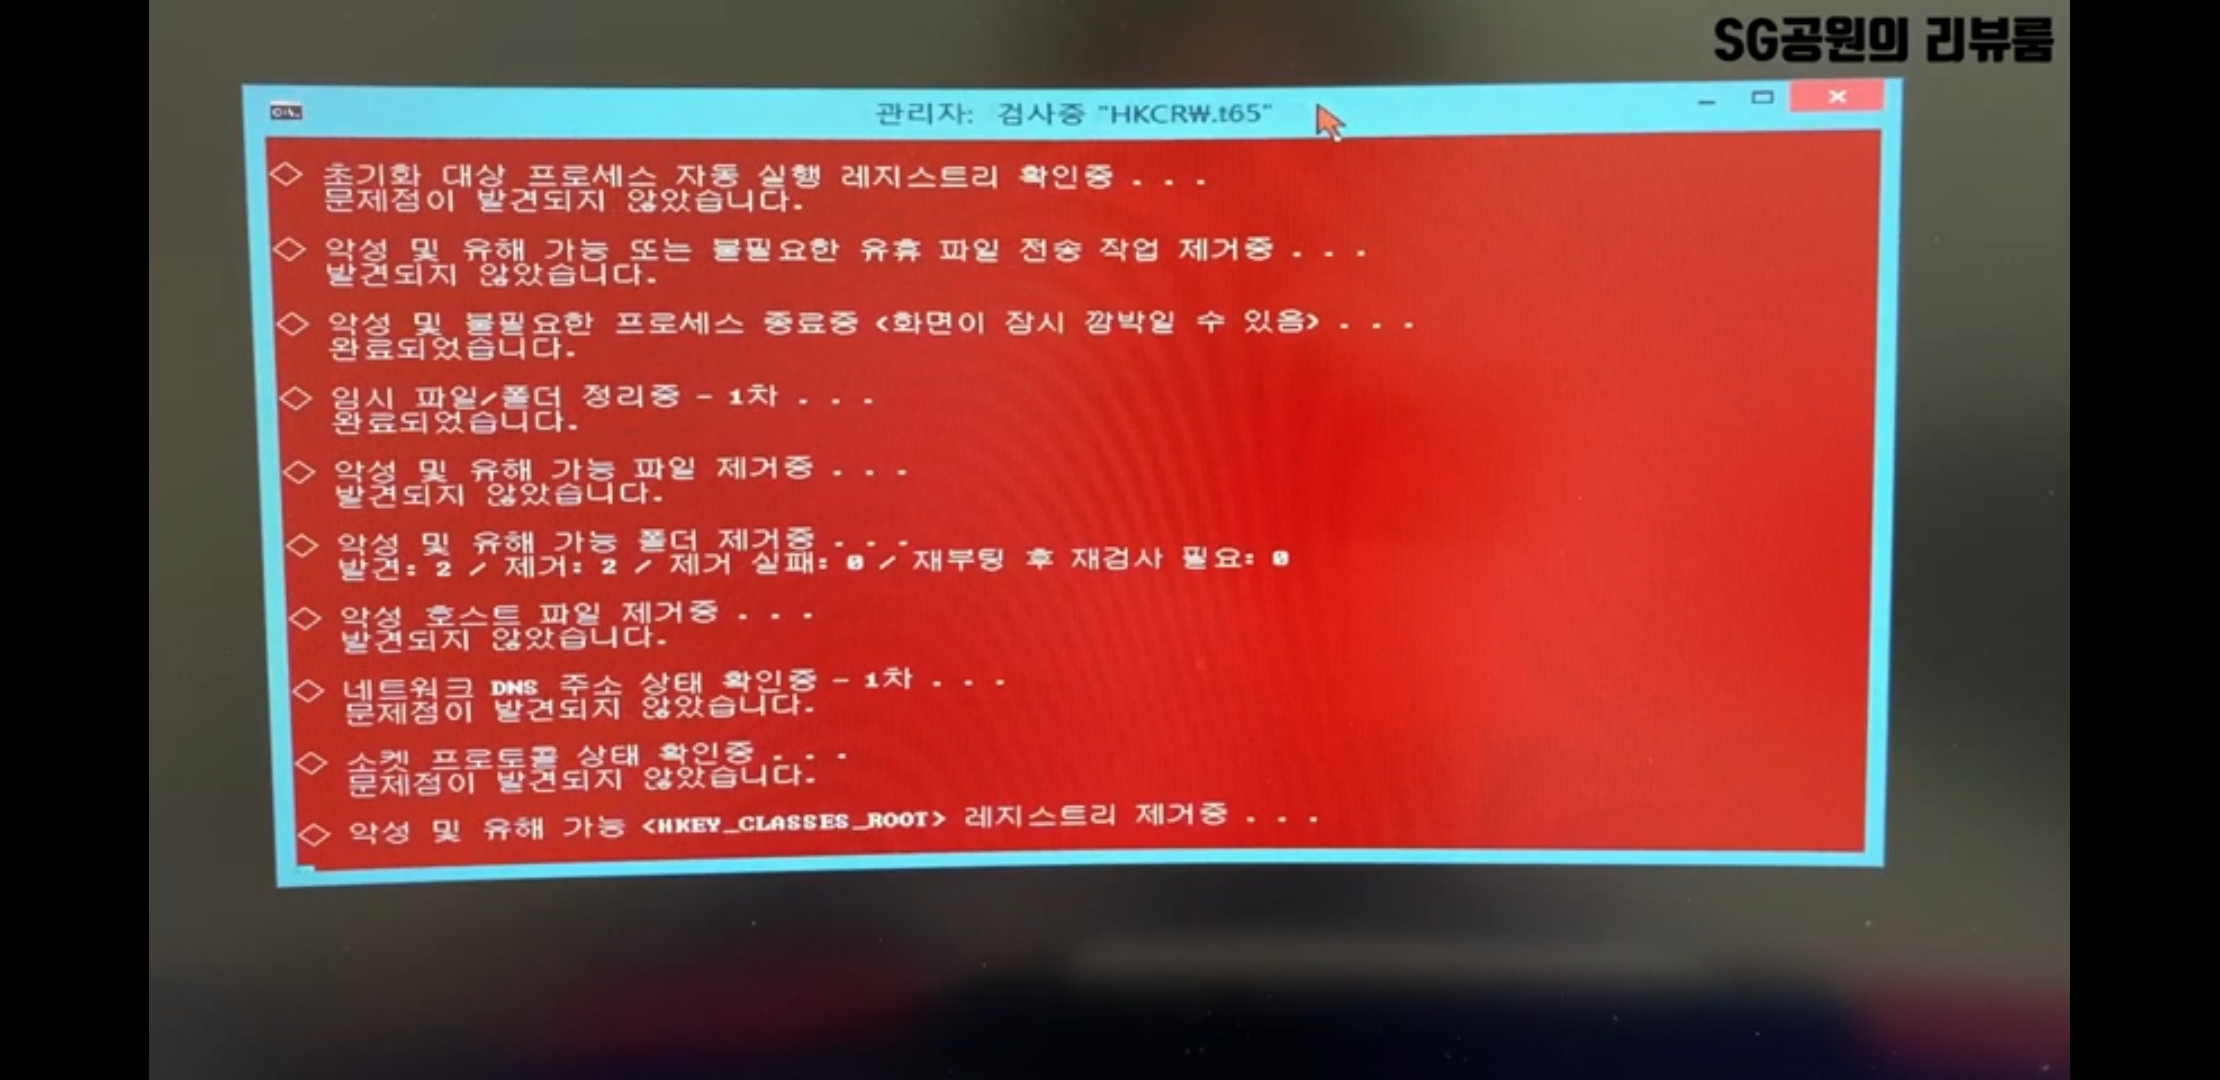 SG공원의 리뷰룸
관리자: 검사중 "HKCR₩.t65"
◇ 초기화 대상 프로세스 자동 실행 레지스트리 확인중 . . .
문제점이 발견되지 않았습니다.
◇ 악성 및 유해 가능 또는 불필요한 유휴 파일 전송 작업 제거중 . . .
발견되지 않았습니다.
◇ 악성 및 불필요한 프로세스 종료중 <화면이 잠시 깜박일 수 있음> . . .
완료되었습니다.
◇ 임시 파일/폴더 정리중 - 1차 . . .
완료되었습니다.
◇ 악성 및 유해 가능 파일 제거중 . . .
발견되지 않았습니다.
◇ 악성 및 유해 가능 폴더 제거중 . . .
발견: 2 / 제거: 2 / 제거 실패: 0 / 재부팅 후 재검사 필요: 0
◇ 악성 호스트 파일 제거중 . . .
발견되지 않았습니다.
◇ 네트워크 DNS 주소 상태 확인중 - 1차 . . .
문제점이 발견되지 않았습니다.
◇ 소켓 프로토콜 상태 확인중 . . .
문제점이 발견되지 않았습니다.
◇ 악성 및 유해 가능 <HKEY_CLASSES_ROOT> 레지스트리 제거중 . . .